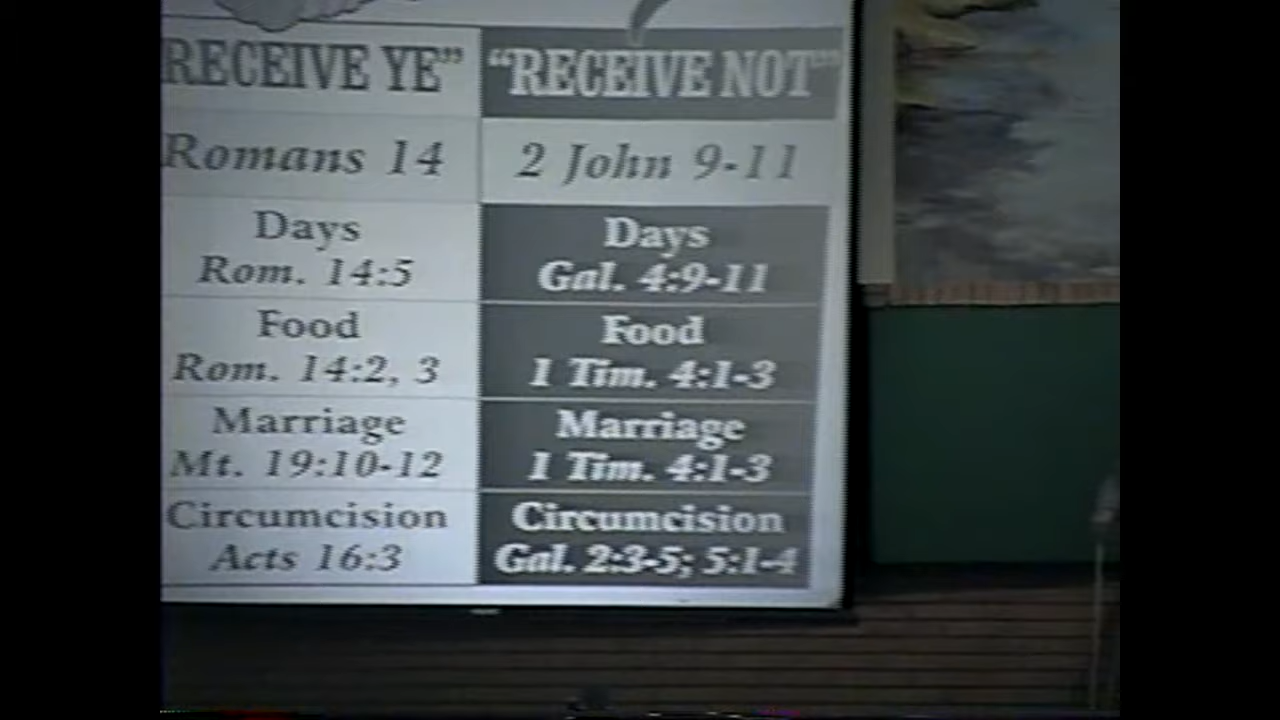 RECEIVE YE” “RECEIVE NOT”
Romans 14 2 John 9-11
Days Days
Rom. 14:5 Gal. 4:9-11
Food Food
Rom. 14:2, 3 1 Tim. 4:1-3
Marriage Marriage
Mt. 19:10-12 1 Tim. 4:1-3
Circumcision Circumcision
Acts 16:3 Gal. 2:3-5; 5:1-4